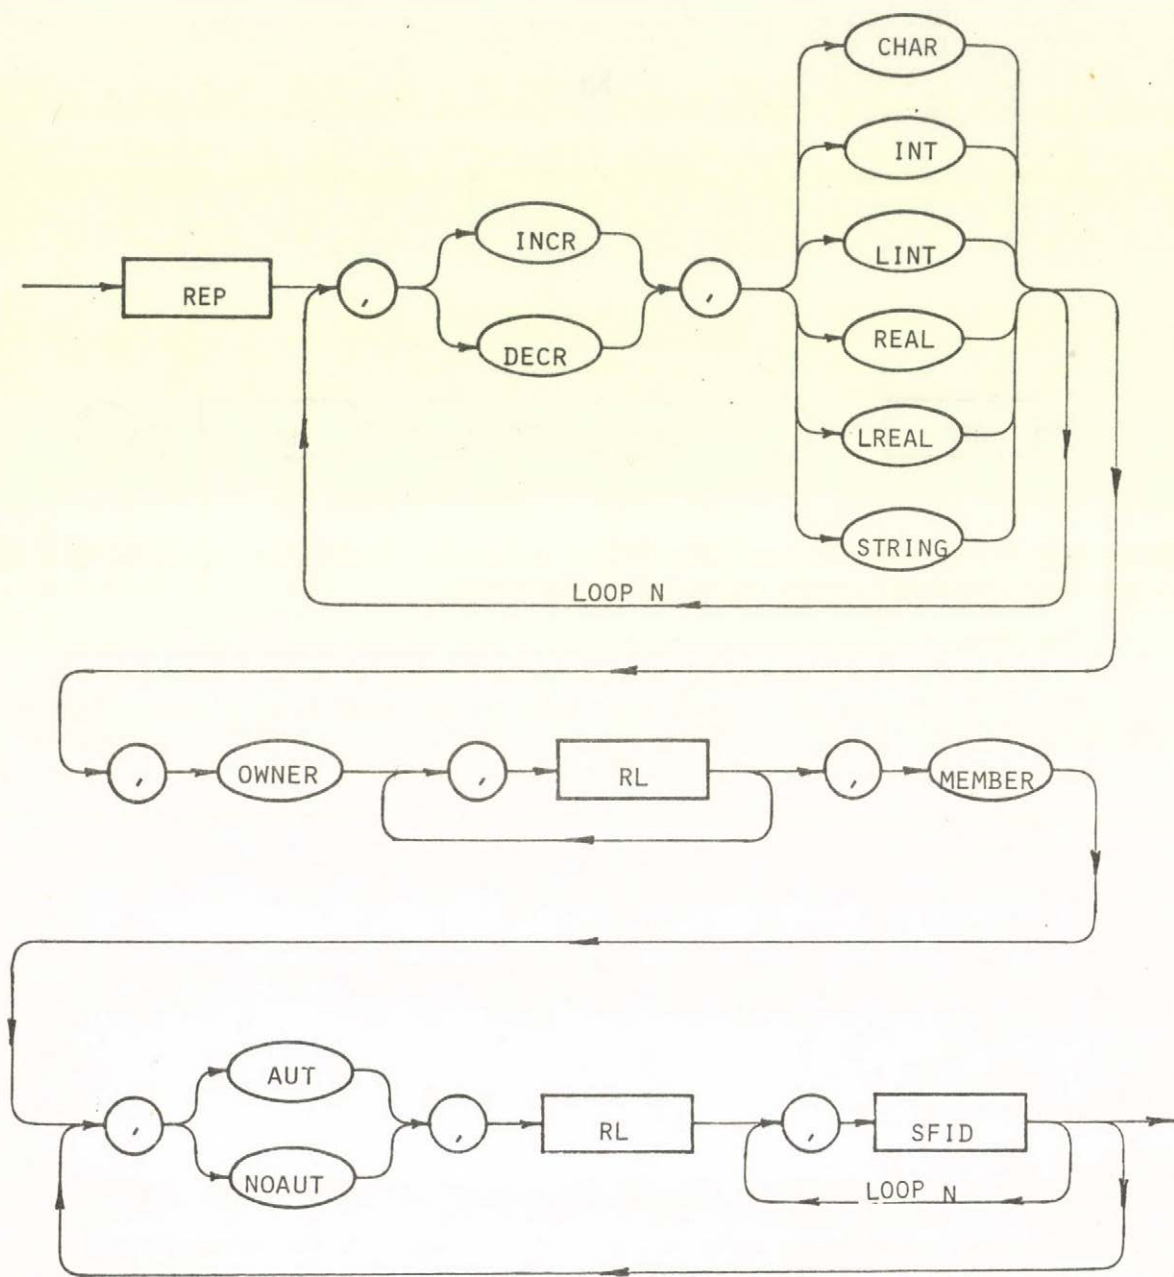 CHAR
INT
INCR
LINT
REP , ,
DECR
REAL
LREAL
STRING
LOOP N
, OWNER , RL , MEMBER
AUT
, , RL , SFID
NOAUT
LOOP N